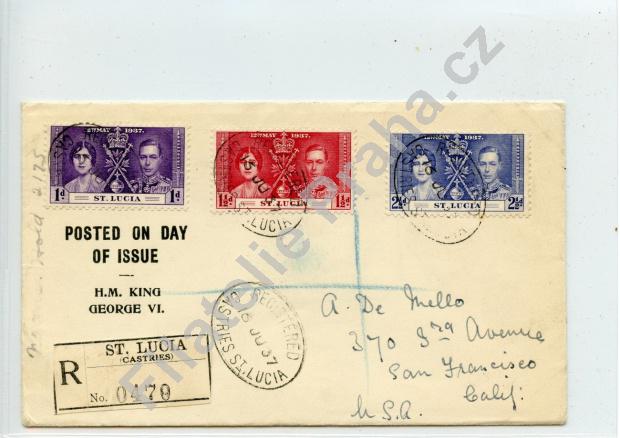 12TH MAY 1937.
1d 1d
ST. LUCIA
12TH MAY 1937.
1½d 1½d
ST. LUCIA
12TH MAY 1937.
2½d 2½d
ST. LUCIA
POSTED ON DAY
OF ISSUE
H.M. KING
GEORGE VI.
R
ST. LUCIA
(CASTRIES)
No. 0479
REGISTERED
CASTRIES ST. LUCIA
A. De Mello
370 3rd Avenue
San Francisco
Calif.
U.S.A.
Filatelie Praha.cz